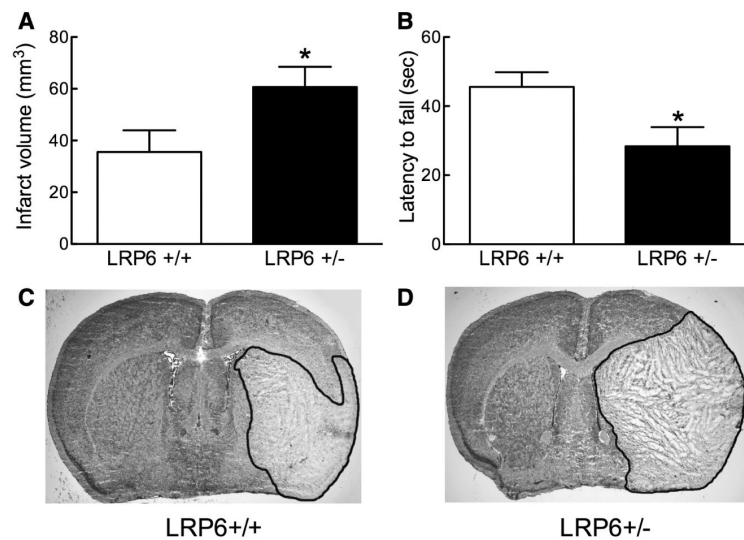 A
Infarct volume (mm³)
80
60
40
20
0
*
LRP6 +/+
LRP6 +/-
B
Latency to fall (sec)
60
40
20
0
*
LRP6 +/+
LRP6 +/-
C
LRP6+/+
D
LRP6+/-